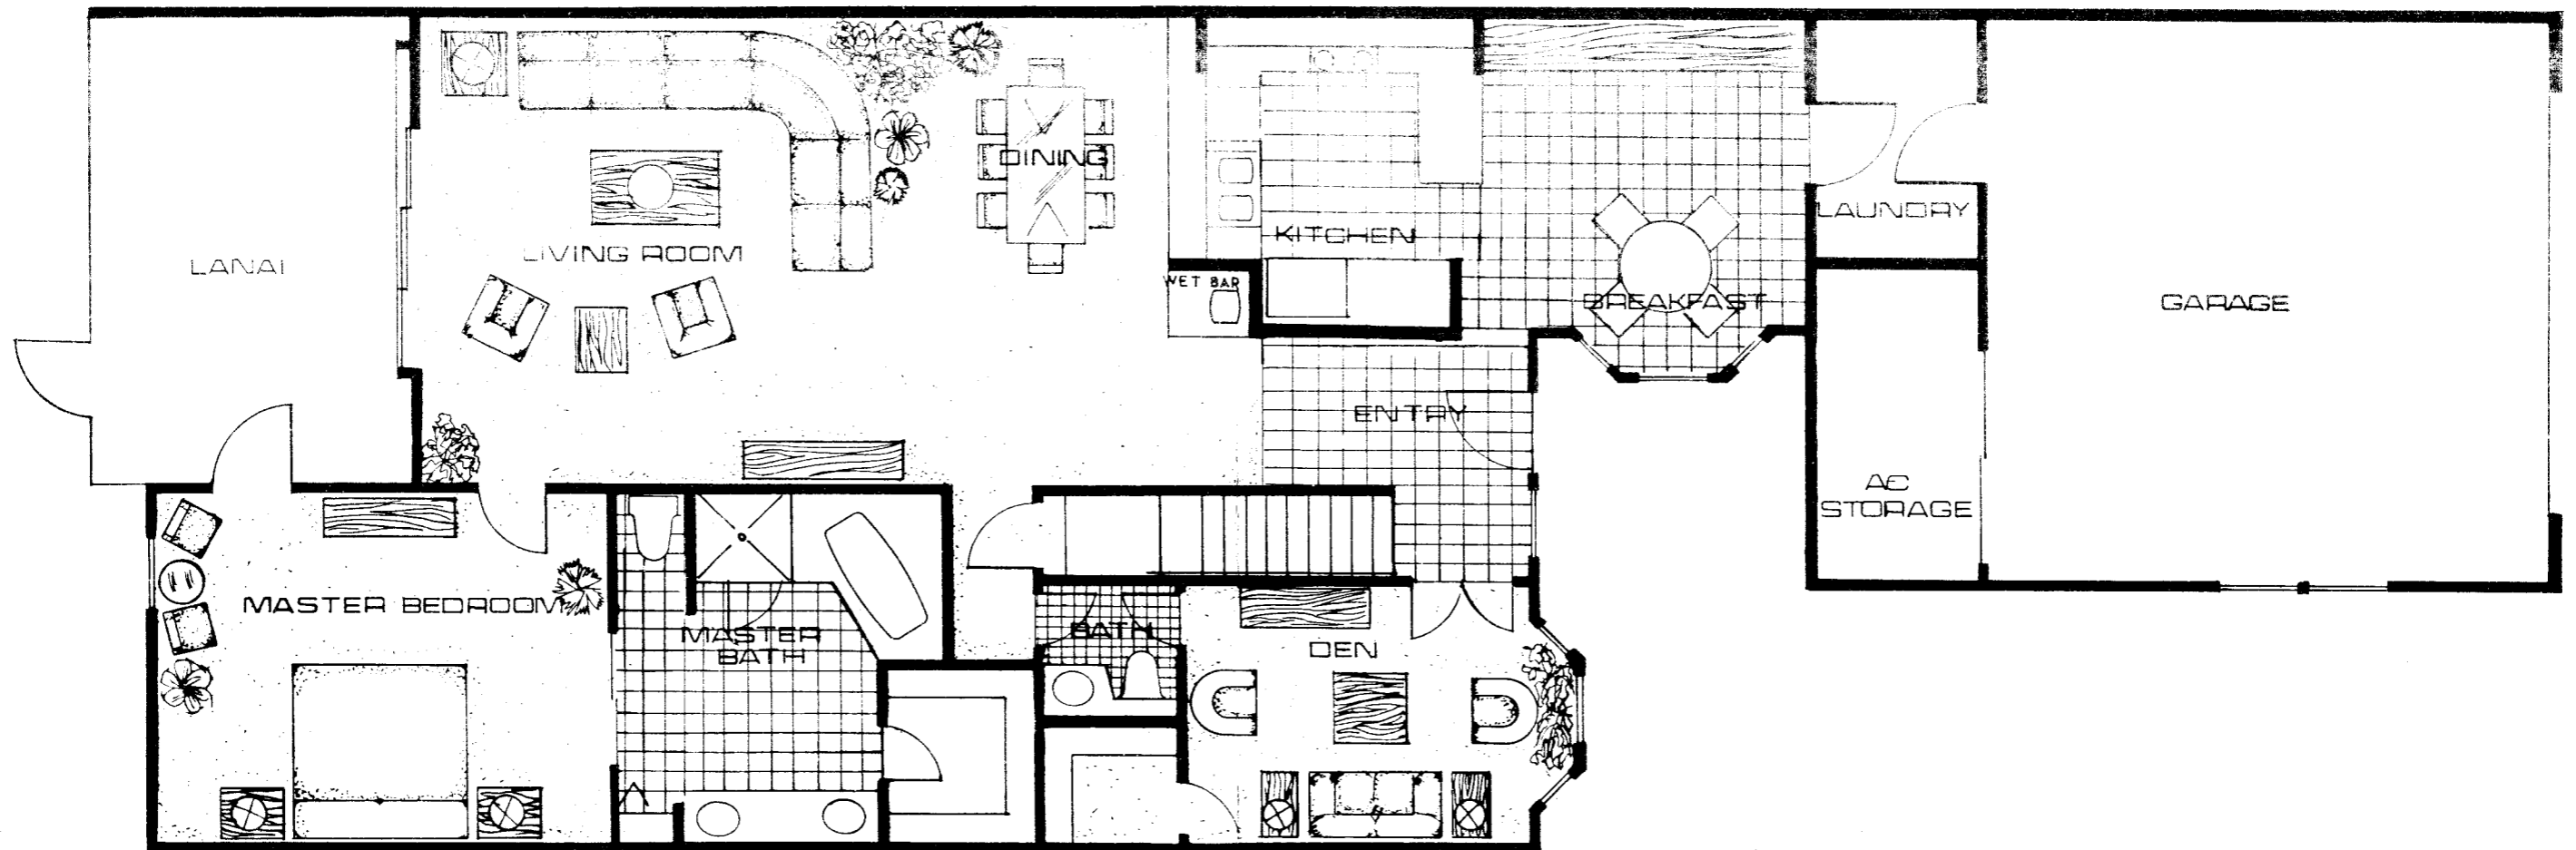 DINING
LAUNDRY
KITCHEN
LIVING ROOM
LANAI
WET BAR
BREAKFAST
GARAGE
ENTRY
AC
STORAGE
MASTER BEDROOM
MASTER
BATH
BATH
DEN